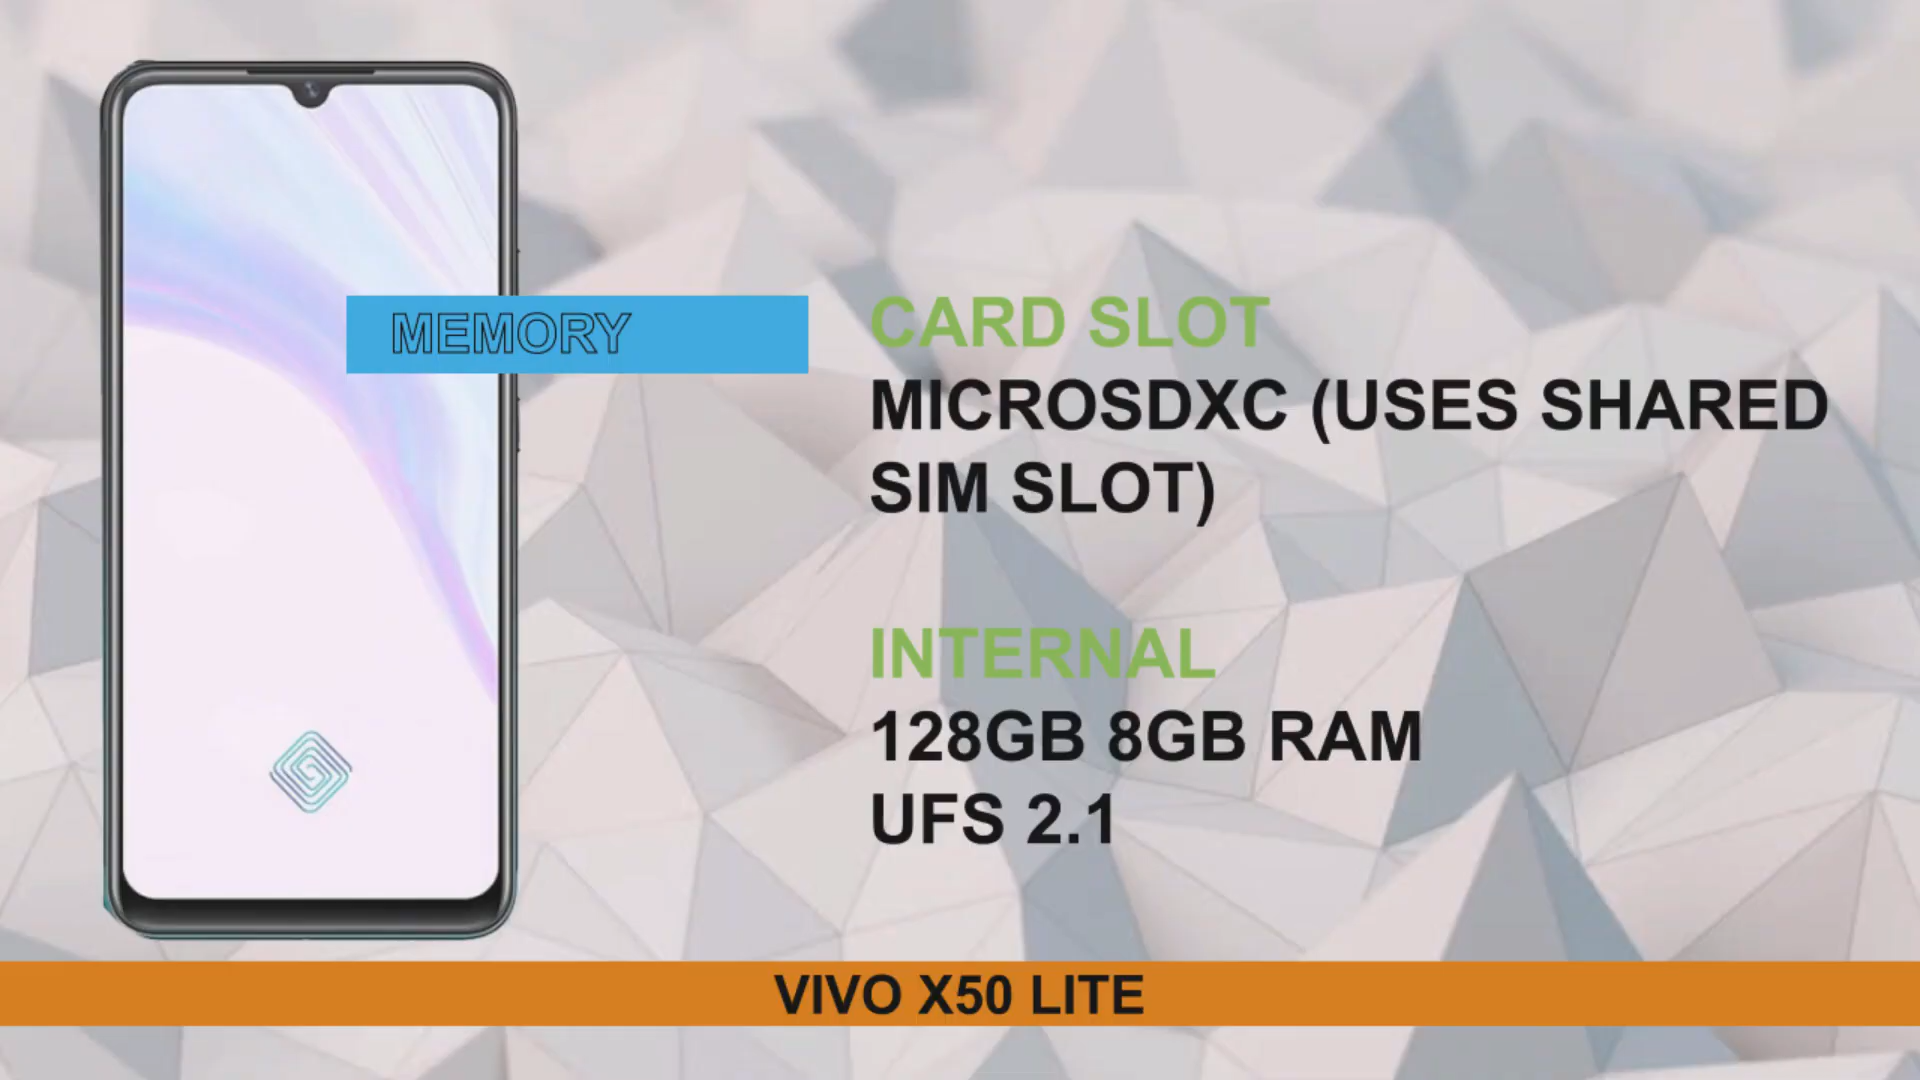 MEMORY
CARD SLOT
MICROSDXC (USES SHARED
SIM SLOT)
INTERNAL
128GB 8GB RAM
UFS 2.1
VIVO X50 LITE